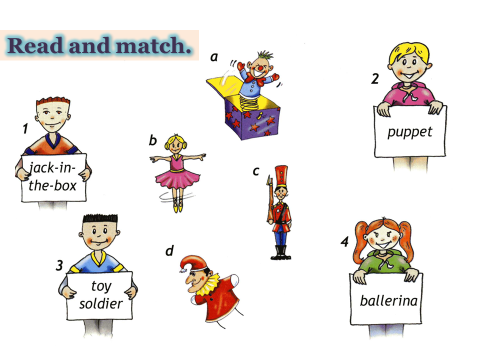 Read and match.
a
2
puppet
1
jack-in-
the-box
b
c
3
toy
soldier
d
4
ballerina